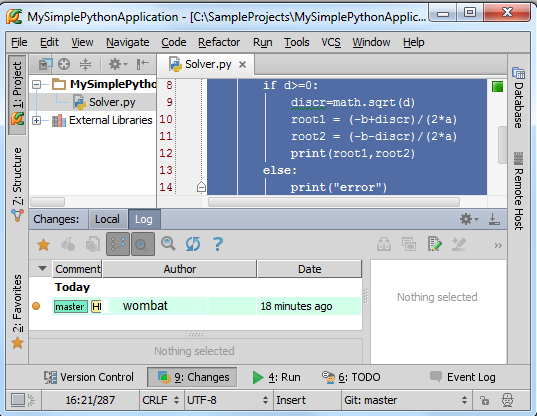 MySimplePythonApplication - [C:\SampleProjects\MySimplePythonApplic...
File Edit View Navigate Code Refactor Run Tools VCS Window Help
1: Project
7: Structure
2: Favorites
MySimplePytho
Solver.py
External Libraries
Solver.py
8 if d>=0:
9 discr=math.sqrt(d)
10 root1 = (-b+discr)/(2*a)
11 root2 = (-b-discr)/(2*a)
12 print(root1,root2)
13 else:
14 print("error")
Database
Remote Host
Changes: Local Log
Comment Author Date
Today
master HI wombat 18 minutes ago
Nothing selected
Nothing selected
Version Control 9: Changes 4: Run 6: TODO Event Log
16:21/287 CRLF UTF-8 Insert Git: master